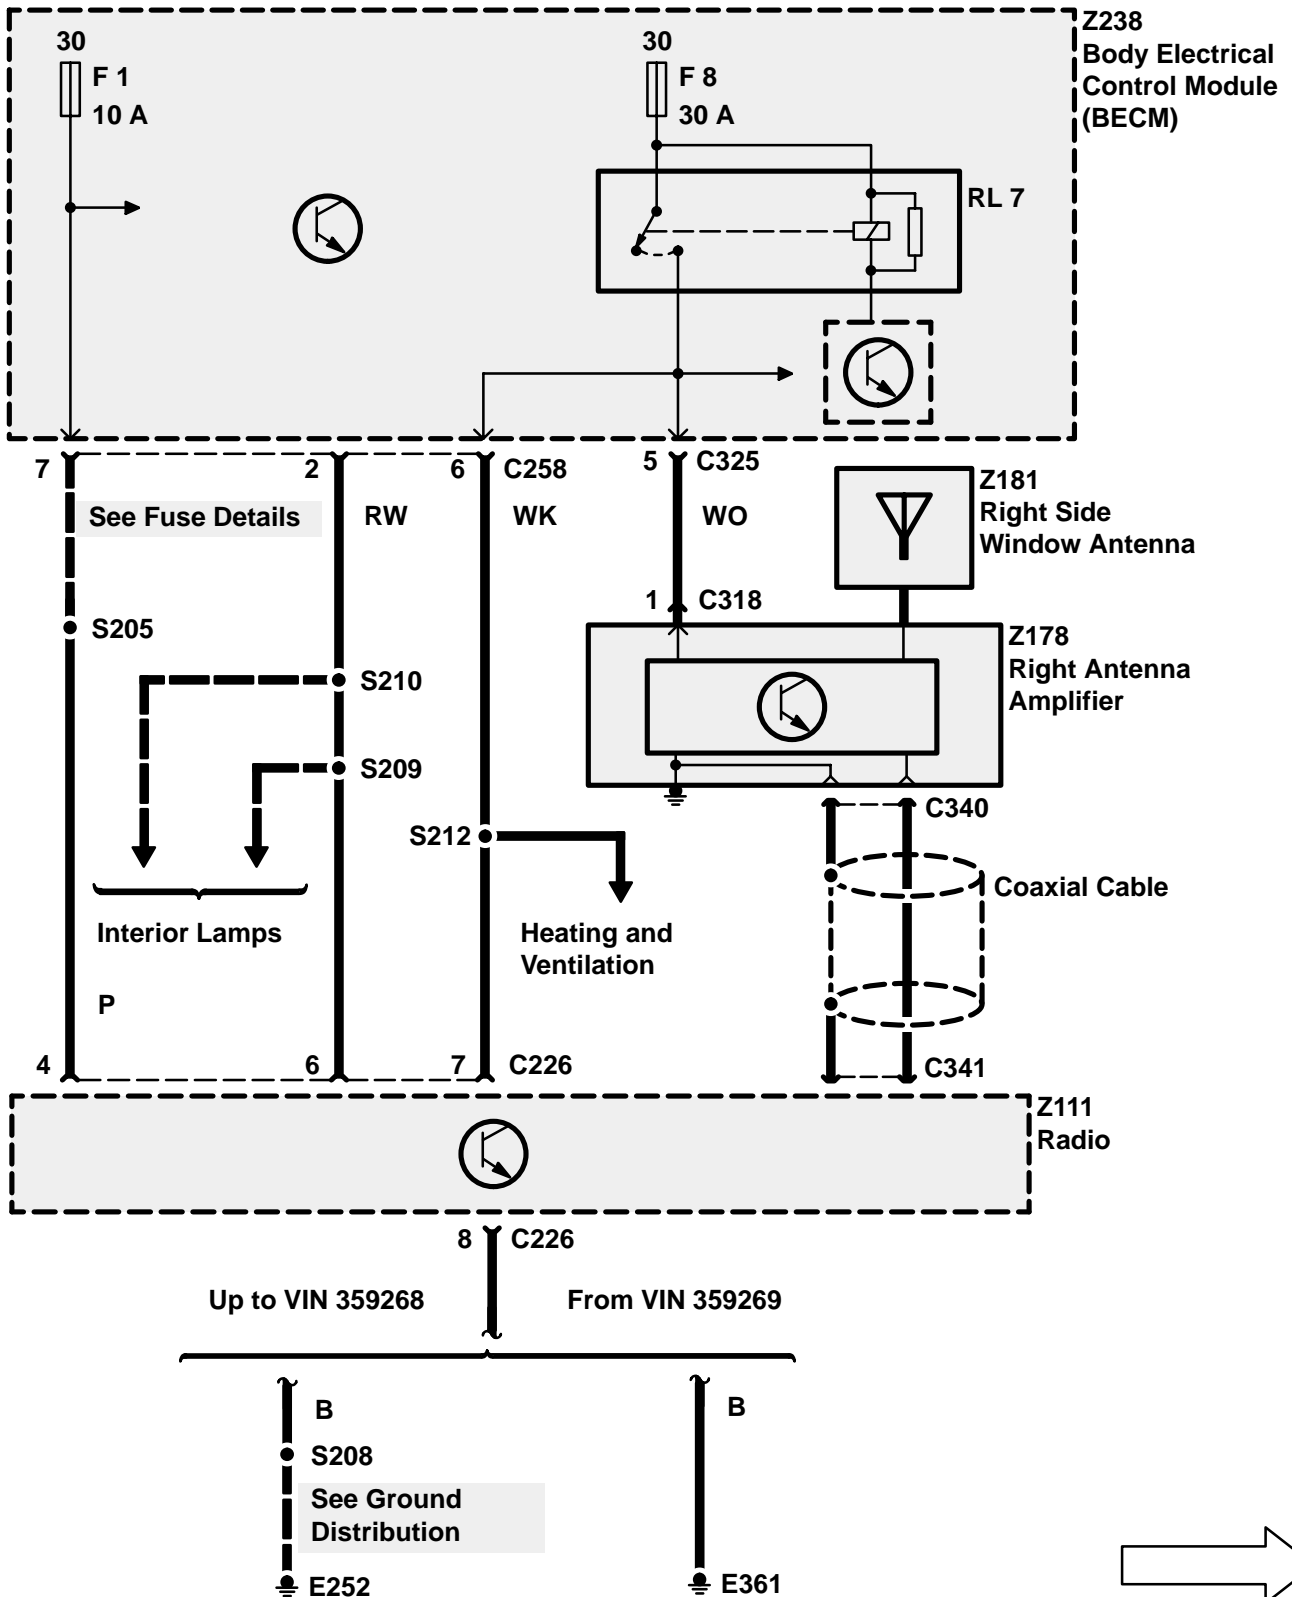 30
F 1
10 A
30
F 8
30 A
Z238
Body Electrical
Control Module
(BECM)
RL 7
7
2
6
C258
5
C325
See Fuse Details
RW
WK
WO
Z181
Right Side
Window Antenna
1
C318
S205
Z178
Right Antenna
Amplifier
S210
S209
S212
C340
Coaxial Cable
Interior Lamps
Heating and
Ventilation
P
4
6
7
C226
C341
Z111
Radio
8
C226
Up to VIN 359268
From VIN 359269
B
B
S208
See Ground
Distribution
E252
E361